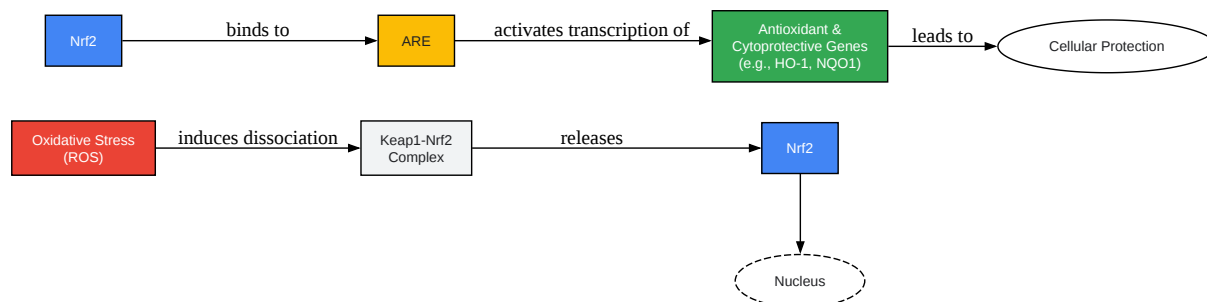 Nrf2
binds to
ARE
activates transcription of
Antioxidant &
Cytoprotective Genes
(e.g., HO-1, NQO1)
leads to
Cellular Protection
Oxidative Stress
(ROS)
induces dissociation
Keap1-Nrf2
Complex
releases
Nrf2
Nucleus